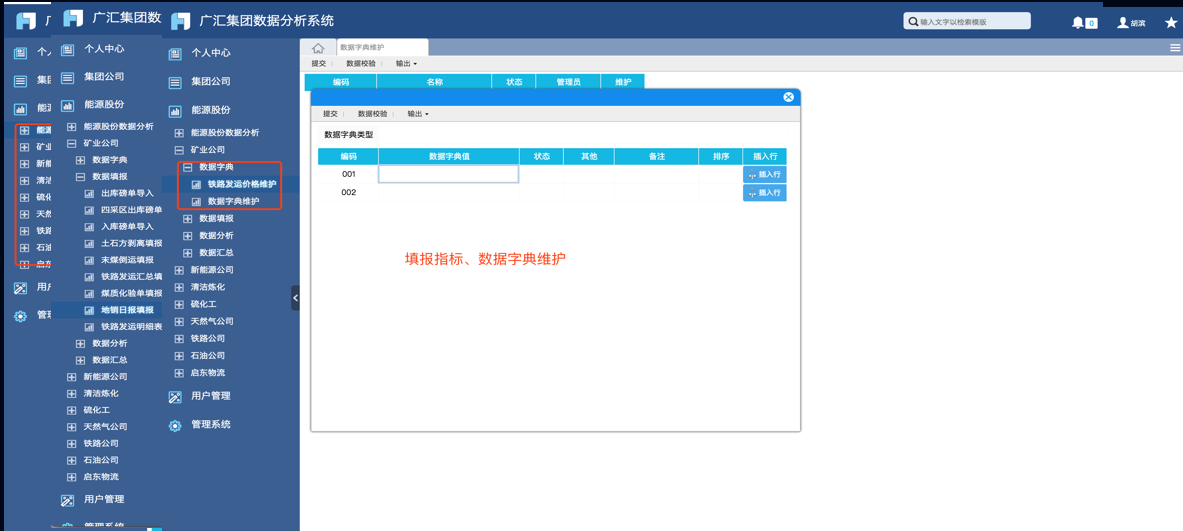 广汇集团数
广汇集团数据分析系统
输入文字以检索模版
0
胡滨
个人
集团
能源
能源
矿业
新能
清洁
硫化
天然
铁路
石油
启东
用户
管理
个人中心
集团公司
能源股份
能源股份数据分析
矿业公司
数据字典
数据填报
出库磅单导入
四采区出库磅单
入库磅单导入
土石方剥离填报
末煤倒运填报
铁路发运汇总填
煤质化验单填报
地销日报填报
铁路发运明细表
数据分析
数据汇总
新能源公司
清洁炼化
硫化工
天然气公司
铁路公司
石油公司
启东物流
用户管理
管理系统
个人中心
集团公司
能源股份
能源股份数据分析
矿业公司
数据字典
铁路发运价格维护
数据字典维护
数据填报
数据分析
数据汇总
新能源公司
清洁炼化
硫化工
天然气公司
铁路公司
石油公司
启东物流
用户管理
管理系统
数据字典维护
提交 数据校验 输出
编码 名称 状态 管理员 维护
提交 数据校验 输出
数据字典类型
编码 数据字典值 状态 其他 备注 排序 插入行
001 插入行
002 插入行
填报指标、数据字典维护